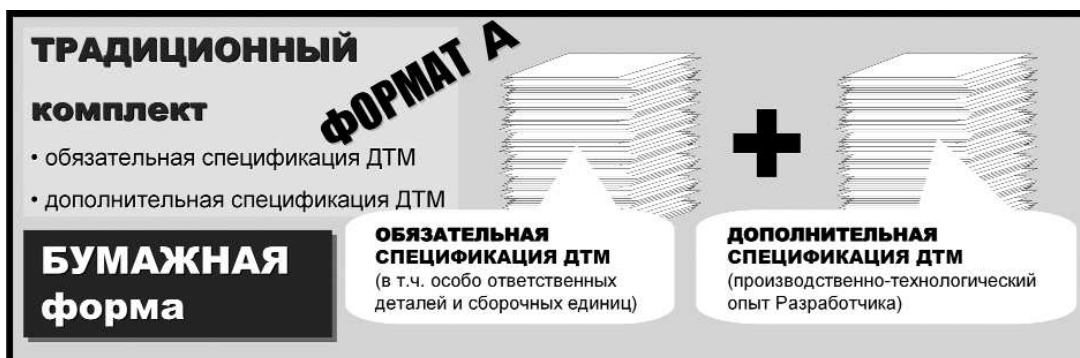 ТРАДИЦИОННЫЙ
комплект
• обязательная спецификация ДТМ
• дополнительная спецификация ДТМ
ФОРМАТ А
БУМАЖНАЯ
форма
ОБЯЗАТЕЛЬНАЯ
СПЕЦИФИКАЦИЯ ДТМ
(в т.ч. особо ответственных
деталей и сборочных единиц)
+
ДОПОЛНИТЕЛЬНАЯ
СПЕЦИФИКАЦИЯ ДТМ
(производственно-технологический
опыт Разработчика)